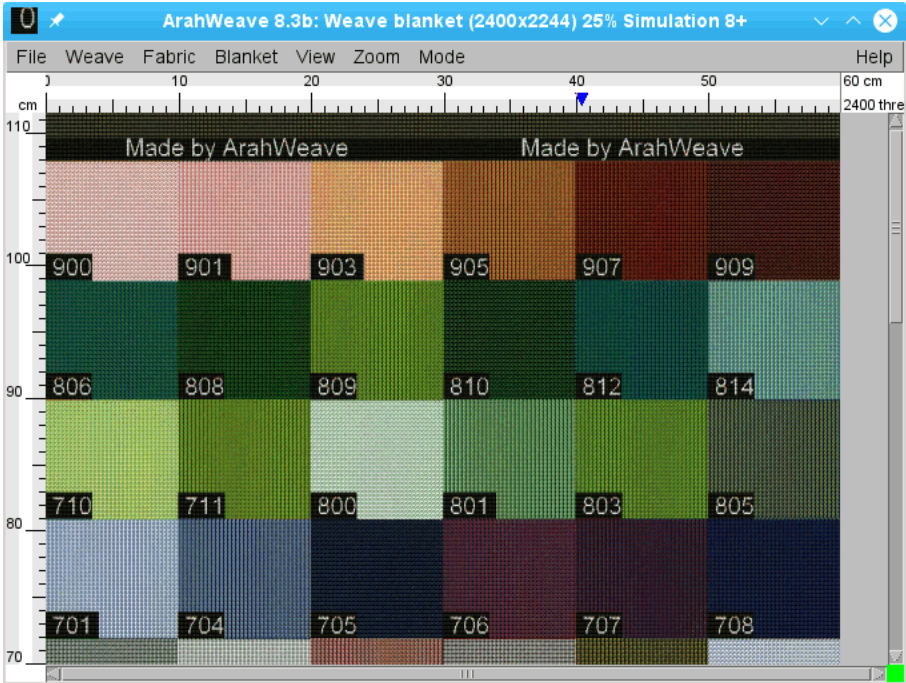 ArahWeave 8.3b: Weave blanket (2400x2244) 25% Simulation 8+
File Weave Fabric Blanket View Zoom Mode Help
10 20 30 40 50 60 cm
cm 2400 thre
110
Made by ArahWeave Made by ArahWeave
100 900 901 903 905 907 909
90 806 808 809 810 812 814
710 711 800 801 803 805
80
701 704 705 706 707 708
70